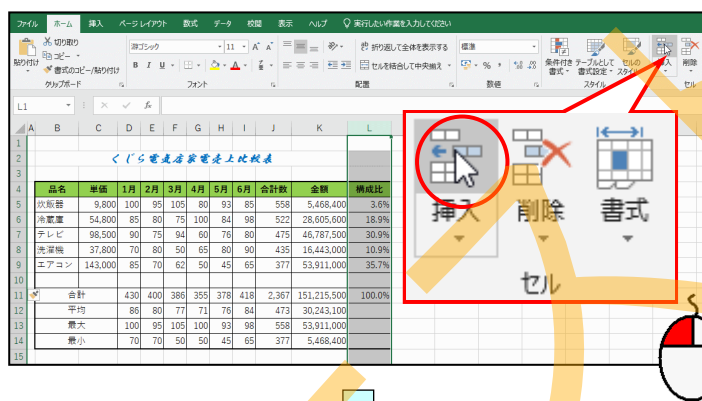 ファイル ホーム 挿入 ページ レイアウト 数式 データ 校閲 表示 ヘルプ 実行したい作業を入力してください
切り取り
コピー
書式のコピー/貼り付け
貼り付け
クリップボード
游ゴシック 11 A A
B I U A
フォント
折り返して全体を表示する
セルを結合して中央揃え
配置
標準
% ,
数値
条件付き 書式
テーブルとして 書式設定
セルの スタイル
スタイル
挿入 削除
セル
L1 fx
A B C D E F G H I J K L
1
2 くじら電気店家電売上比較表
3
4 品名 単価 1月 2月 3月 4月 5月 6月 合計数 金額 構成比
5 炊飯器 9,800 100 95 105 80 93 85 558 5,468,400 3.6%
6 冷蔵庫 54,800 85 80 75 100 84 98 522 28,605,600 18.9%
7 テレビ 98,500 90 75 94 60 76 80 475 46,787,500 30.9%
8 洗濯機 37,800 70 80 50 65 80 90 435 16,443,000 10.9%
9 エアコン 143,000 85 70 62 50 45 65 377 53,911,000 35.7%
10
11 合計 430 400 386 355 378 418 2,367 151,215,500 100.0%
12 平均 86 80 77 71 76 84 473 30,243,100
13 最大 100 95 105 100 93 98 558 53,911,000
14 最小 70 70 50 50 45 65 377 5,468,400
15
挿入 削除 書式
セル